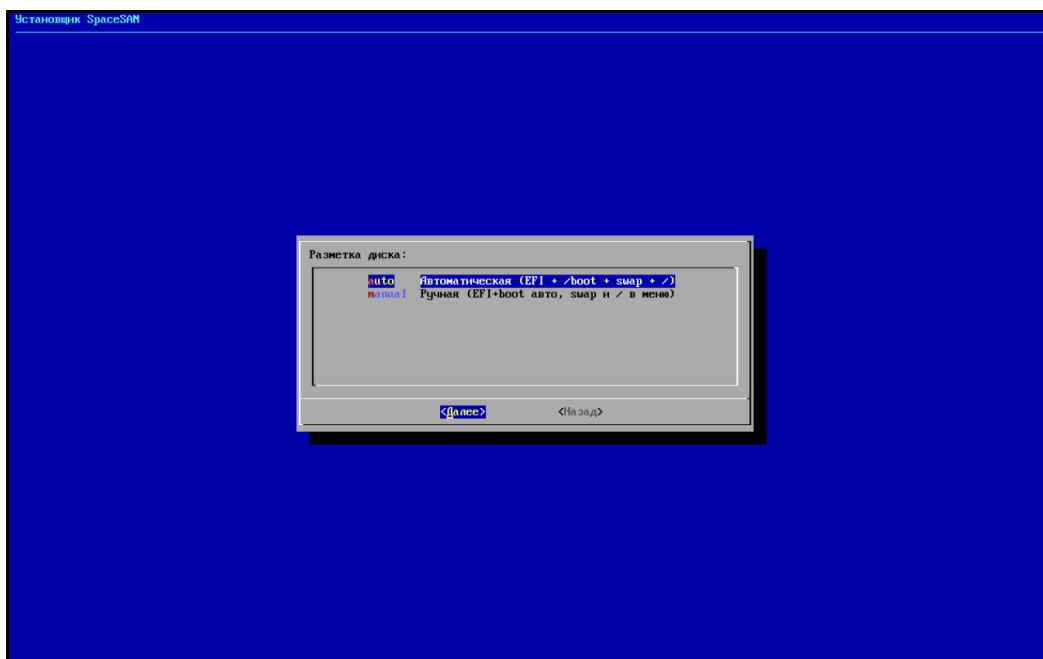 Установщик SpaceSAN
Разметка диска:
auto Автоматическая (EFI + /boot + swap + /)
manual Ручная (EFI+boot авто, swap и / в меню)
<Далее> <Назад>